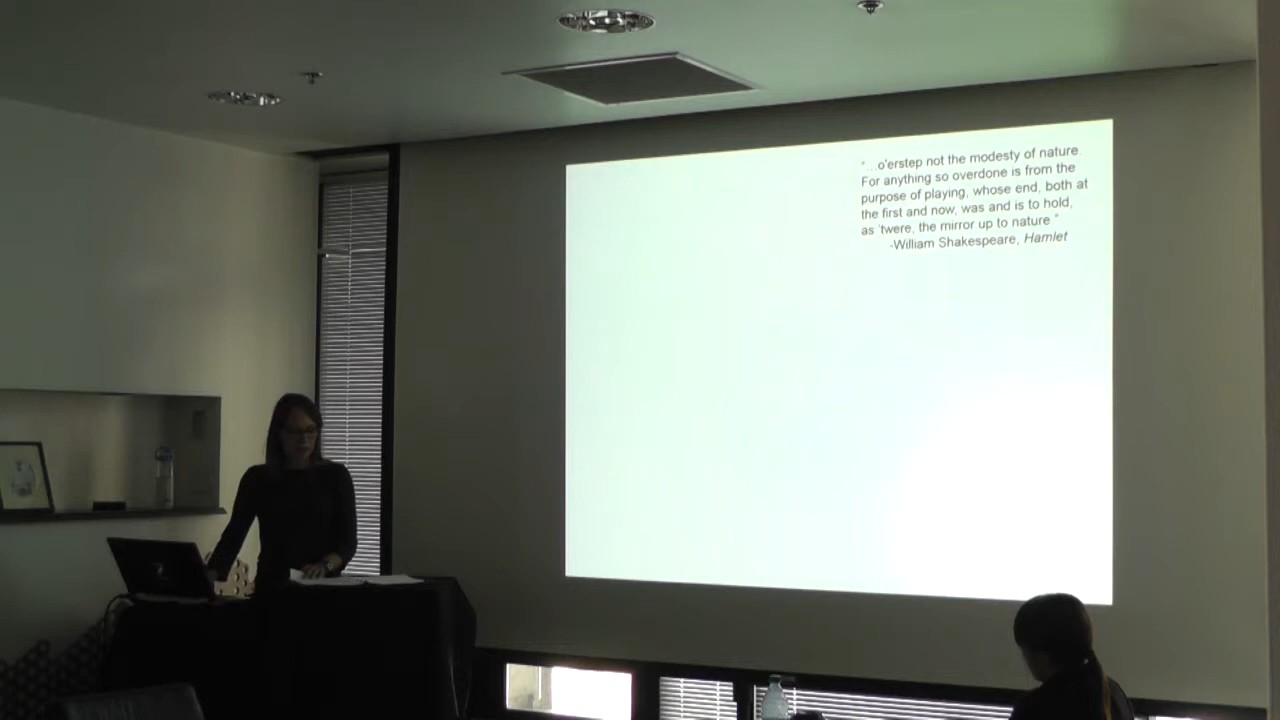 “ ...o'erstep not the modesty of nature.
For anything so overdone is from the
purpose of playing, whose end, both at
the first and now, was and is to hold,
as 'twere, the mirror up to nature ”
-William Shakespeare, Hamlet